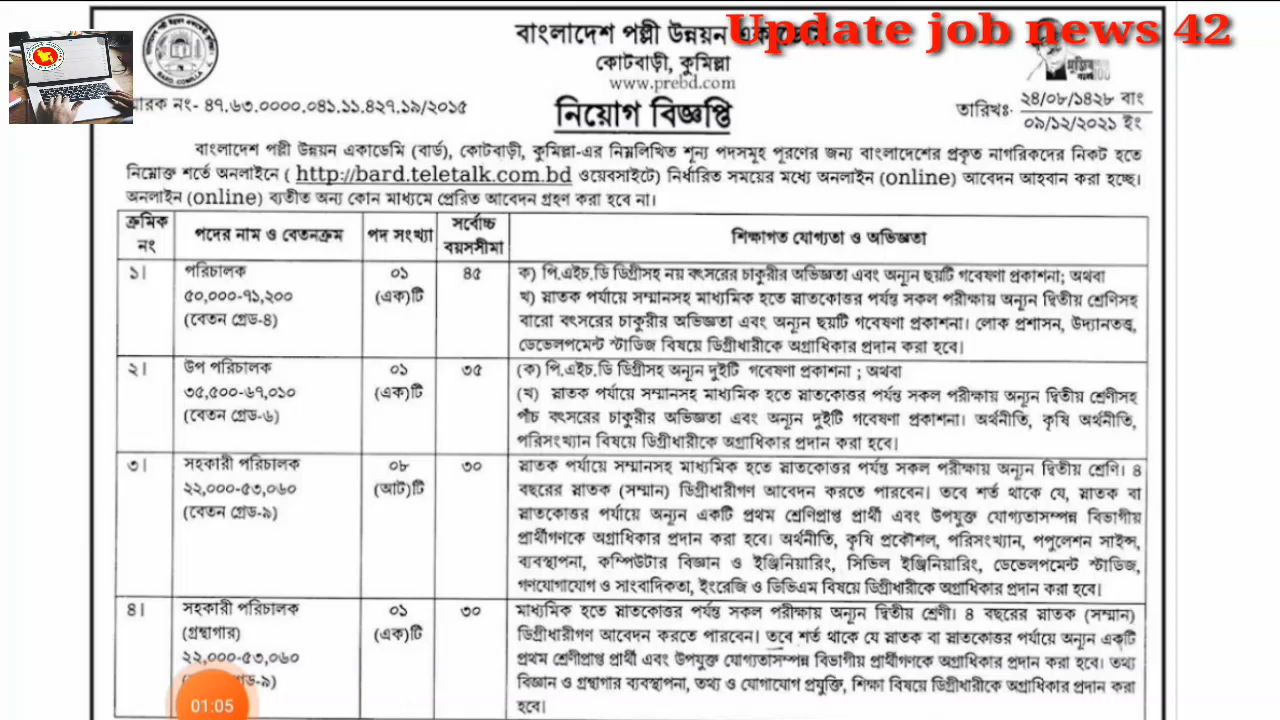 Update job news 42
বাংলাদেশ পল্লী উন্নয়ন
কোটবাড়ী, কুমিল্লা
www.prebd.com
নিয়োগ বিজ্ঞপ্তি
স্মারক নং- ৪৭.৬৩.০০০০.০৪১.১১.৪২৭.১৯/২০১৫
তারিখঃ ২৪/০৮/১৪২৮ বাং
০৯/১২/২০২১ ইং
বাংলাদেশ পল্লী উন্নয়ন একাডেমি (বার্ড), কোটবাড়ী, কুমিল্লা-এর নিম্নলিখিত শূন্য পদসমূহ পূরণের জন্য বাংলাদেশের প্রকৃত নাগরিকদের নিকট হতে
নিম্নোক্ত শর্তে অনলাইনে ( http://bard.teletalk.com.bd ওয়েবসাইটে) নির্ধারিত সময়ের মধ্যে অনলাইন (online) আবেদন আহবান করা হচ্ছে।
অনলাইন (online) ব্যতীত অন্য কোন মাধ্যমে প্রেরিত আবেদন গ্রহণ করা হবে না।
ক্রমিক নং
পদের নাম ও বেতনক্রম
পদ সংখ্যা
সর্বোচ্চ বয়সসীমা
শিক্ষাগত যোগ্যতা ও অভিজ্ঞতা
১।
পরিচালক
৫০,০০০-৭১,২০০
(বেতন গ্রেড-৪)
০১
(এক)টি
৪৫
ক) পি.এইচ.ডি ডিগ্রীসহ নয় বৎসরের চাকুরীর অভিজ্ঞতা এবং অন্যূন ছয়টি গবেষণা প্রকাশনা; অথবা
খ) স্নাতক পর্যায়ে সম্মানসহ মাধ্যমিক হতে স্নাতকোত্তর পর্যন্ত সকল পরীক্ষায় অন্যূন দ্বিতীয় শ্রেণিসহ
বারো বৎসরের চাকুরীর অভিজ্ঞতা এবং অন্যূন ছয়টি গবেষণা প্রকাশনা। লোক প্রশাসন, উদ্যানতত্ত্ব,
ডেভেলপমেন্ট স্টাডিজ বিষয়ে ডিগ্রীধারীকে অগ্রাধিকার প্রদান করা হবে।
২।
উপ পরিচালক
৩৫,৫০০-৬৭,০১০
(বেতন গ্রেড-৬)
০১
(এক)টি
৩৫
(ক) পি.এইচ.ডি ডিগ্রীসহ অন্যূন দুইটি গবেষণা প্রকাশনা ; অথবা
(খ) স্নাতক পর্যায়ে সম্মানসহ মাধ্যমিক হতে স্নাতকোত্তর পর্যন্ত সকল পরীক্ষায় অন্যূন দ্বিতীয় শ্রেণীসহ
পাঁচ বৎসরের চাকুরীর অভিজ্ঞতা এবং অন্যূন দুইটি গবেষণা প্রকাশনা। অর্থনীতি, কৃষি অর্থনীতি,
পরিসংখ্যান বিষয়ে ডিগ্রীধারীকে অগ্রাধিকার প্রদান করা হবে।
৩।
সহকারী পরিচালক
২২,০০০-৫৩,০৬০
(বেতন গ্রেড-৯)
০৮
(আট)টি
৩০
স্নাতক পর্যায়ে সম্মানসহ মাধ্যমিক হতে স্নাতকোত্তর পর্যন্ত সকল পরীক্ষায় অন্যূন দ্বিতীয় শ্রেণি। ৪
বছরের স্নাতক (সম্মান) ডিগ্রীধারীগণ আবেদন করতে পারবেন। তবে শর্ত থাকে যে, স্নাতক বা
স্নাতকোত্তর পর্যায়ে অন্যূন একটি প্রথম শ্রেণিপ্রাপ্ত প্রার্থী এবং উপযুক্ত যোগ্যতাসম্পন্ন বিভাগীয়
প্রার্থীগণকে অগ্রাধিকার প্রদান করা হবে। অর্থনীতি, কৃষি প্রকৌশল, পরিসংখ্যান, পপুলেশন সাইন্স,
ব্যবস্থাপনা, কম্পিউটার বিজ্ঞান ও ইঞ্জিনিয়ারিং, সিভিল ইঞ্জিনিয়ারিং, ডেভেলপমেন্ট স্টাডিজ,
গণযোগাযোগ ও সাংবাদিকতা, ইংরেজি ও ডিভিএম বিষয়ে ডিগ্রীধারীকে অগ্রাধিকার প্রদান করা হবে।
৪।
সহকারী পরিচালক
(গ্রন্থাগার)
২২,০০০-৫৩,০৬০
০১
(এক)টি
৩০
মাধ্যমিক হতে স্নাতকোত্তর পর্যন্ত সকল পরীক্ষায় অন্যূন দ্বিতীয় শ্রেণী। ৪ বছরের স্নাতক (সম্মান)
ডিগ্রীধারীগণ আবেদন করতে পারবেন। তবে শর্ত থাকে যে স্নাতক বা স্নাতকোত্তর পর্যায়ে অন্যূন একটি
প্রথম শ্রেণীপ্রাপ্ত প্রার্থী এবং উপযুক্ত যোগ্যতাসম্পন্ন বিভাগীয় প্রার্থীগণকে অগ্রাধিকার প্রদান করা হবে। তথ্য
বিজ্ঞান ও গ্রন্থাগার ব্যবস্থাপনা, তথ্য ও যোগাযোগ প্রযুক্তি, শিক্ষা বিষয়ে ডিগ্রীধারীকে অগ্রাধিকার প্রদান করা
হবে।
01:05